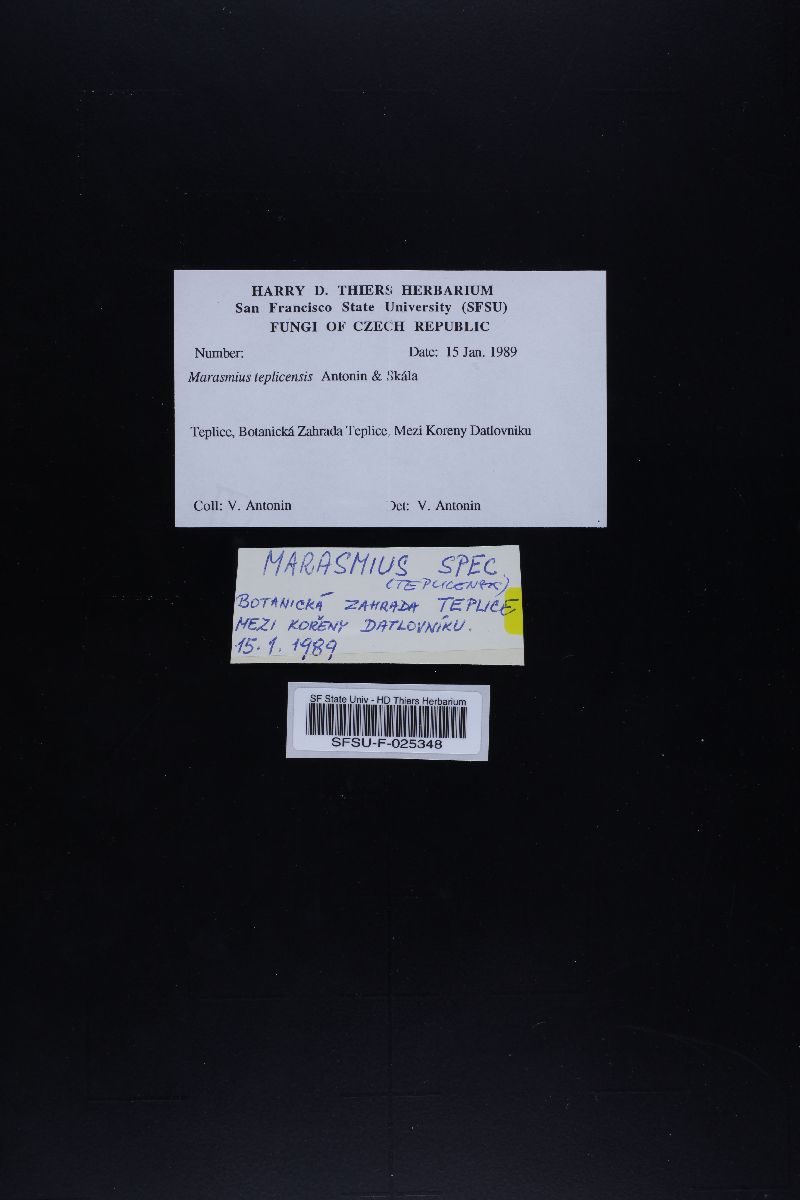 HARRY D. THIERS HERBARIUM
San Francisco State University (SFSU)
FUNGI OF CZECH REPUBLIC
Number: Date: 15 Jan. 1989
Marasmius teplicensis Antonin & Skála
Teplice, Botanická Zahrada Teplice, Mezi Koreny Datlovniku
Coll: V. Antonin Det: V. Antonin
MARASMIUS SPEC.
BOTANICKÁ ZAHRADA TEPLICE
MEZI KOŘENY DATLOVNÍKU.
15. 1. 1989
SF State Univ - HD Thiers Herbarium
SFSU-F-025348